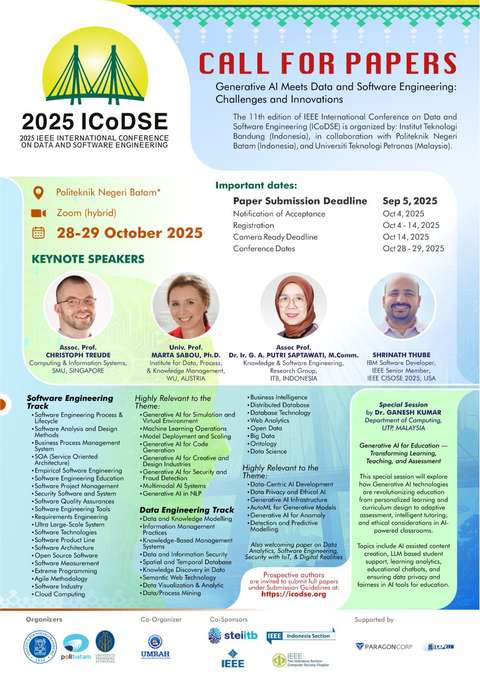 CALL FOR PAPERS
Generative AI Meets Data and Software Engineering:
Challenges and Innovations
The 11th edition of IEEE International Conference on Data and
Software Engineering (ICoDSE) is organized by: Institut Teknologi
Bandung (Indonesia), in collaboration with Politeknik Negeri
Batam (Indonesia), and Universiti Teknologi Petronas (Malaysia).
2025 ICoDSE
2025 IEEE INTERNATIONAL CONFERENCE
ON DATA AND SOFTWARE ENGINEERING
Politeknik Negeri Batam*
Zoom (hybrid)
28-29 October 2025
Important dates:
Paper Submission Deadline Sep 5, 2025
Notification of Acceptance Oct 4, 2025
Registration Oct 4 - 14, 2025
Camera Ready Deadline Oct 14, 2025
Conference Dates Oct 28 - 29, 2025
KEYNOTE SPEAKERS
Assoc. Prof.
CHRISTOPH TREUDE
Computing & Information Systems,
SMU, SINGAPORE
Univ. Prof.
MARTA SABOU, Ph.D.
Institute for Data, Process,
& Knowledge Management,
WU, AUSTRIA
Assoc Prof.
Dr. Ir. G. A. PUTRI SAPTAWATI, M.Comm.
Knowledge & Software Engineering,
Research Group,
ITB, INDONESIA
SHRINATH THUBE
IBM Software Developer,
IEEE Senior Member,
IEEE CISOSE 2025, USA
Software Engineering
Track
• Software Engineering Process &
Lifecycle
• Software Analysis and Design
Methods
• Business Process Management
System
• SOA (Service Oriented
Architecture)
• Empirical Software Engineering
• Software Engineering Education
• Software Project Management
• Security Software and System
• Software Quality Assurances
• Software Engineering Tools
• Requirements Engineering
• Ultra Large-Scale System
• Software Technologies
• Software Product Line
• Software Architecture
• Open Source Software
• Software Measurement
• Extreme Programming
• Agile Methodology
• Software Industry
• Cloud Computing
Highly Relevant to the
Theme:
• Generative AI for Simulation and
Virtual Environment
• Machine Learning Operations
• Model Deployment and Scaling
• Generative AI for Code
Generation
• Generative AI for Creative and
Design Industries
• Generative AI for Security and
Fraud Detection
• Multimodal AI Systems
• Generative AI in NLP
Data Engineering Track
• Data and Knowledge Modelling
• Information Management
Practices
• Knowledge-Based Management
Systems
• Data and Information Security
• Spatial and Temporal Database
• Knowledge Discovery in Data
• Semantic Web Technology
• Data Visualization & Analytic
• Data/Process Mining
• Business Intelligence
• Distributed Database
• Database Technology
• Web Analytics
• Open Data
• Big Data
• Ontology
• Data Science
Highly Relevant to the
Theme:
• Data-Centric AI Development
• Data Privacy and Ethical AI
• Generative AI Infrastructure
• AutoML for Generative Models
• Generative AI for Anomaly
• Detection and Predictive
Modelling
Also welcoming paper on Data
Analytics, Software Engineering,
Security with IoT, & Digital Realities
Prospective authors
are invited to submit full papers
under Submission Guidelines at:
https://icodse.org
Special Session
by Dr. GANESH KUMAR
Department of Computing,
UTP, MALAYSIA
Generative AI for Education —
Transforming Learning,
Teaching, and Assessment
This special session will explore
how Generative AI technologies
are revolutionizing education
from personalized learning and
curriculum design to adaptive
assessment, intelligent tutoring,
and ethical considerations in AI-
powered classrooms.
Topics include AI assisted content
creation, LLM based student
support, learning analytics,
educational chatbots, and
ensuring data privacy and
fairness in AI tools for education.
Organizers
Co-Organizer
Co-Sponsors
Supported by
polibatam
UMRAH
steiitb
IEEE Indonesia Section
IEEE
IEEE
PARAGONCORP